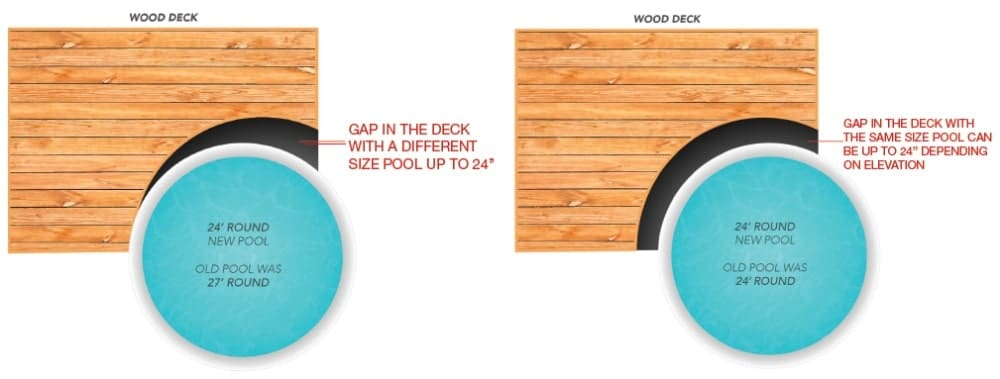 WOOD DECK
GAP IN THE DECK
WITH A DIFFERENT
SIZE POOL UP TO 24”
24’ ROUND
NEW POOL
OLD POOL WAS
27’ ROUND
WOOD DECK
GAP IN THE DECK WITH
THE SAME SIZE POOL CAN
BE UP TO 24” DEPENDING
ON ELEVATION
24’ ROUND
NEW POOL
OLD POOL WAS
24’ ROUND